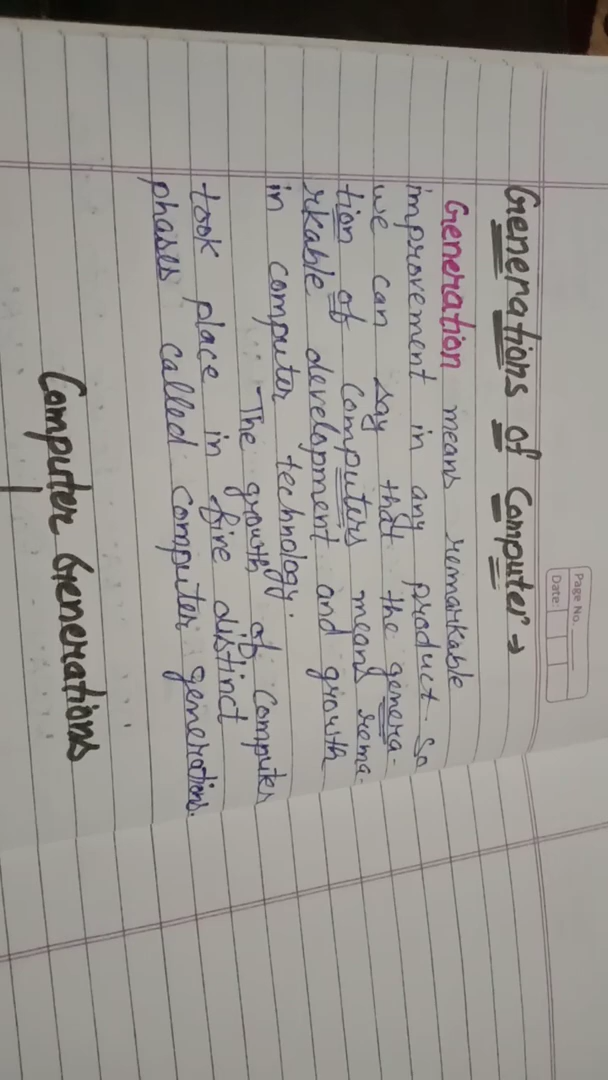 Page No.
Date:
Generations of Computer →
Generation means remarkable
improvement in any product. So
we can say that the genera-
tion of computers means rema-
rkable development and growth
in computer technology.
The growth of computer
took place in five distinct
phases called computer generations.
Computer Generations